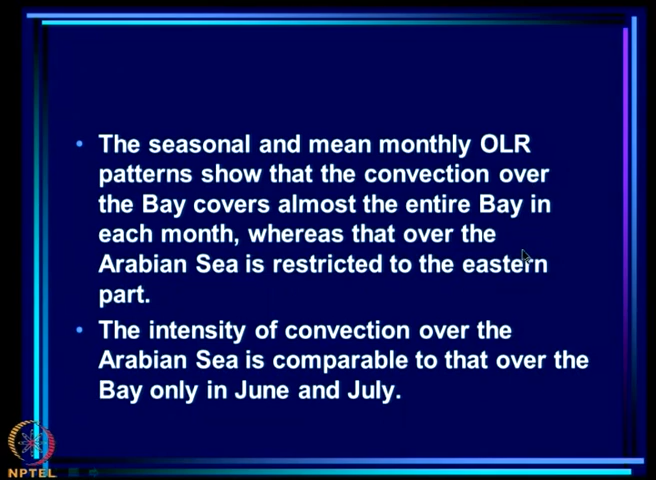 • The seasonal and mean monthly OLR
patterns show that the convection over
the Bay covers almost the entire Bay in
each month, whereas that over the
Arabian Sea is restricted to the eastern
part.
• The intensity of convection over the
Arabian Sea is comparable to that over the
Bay only in June and July.
NPTEL